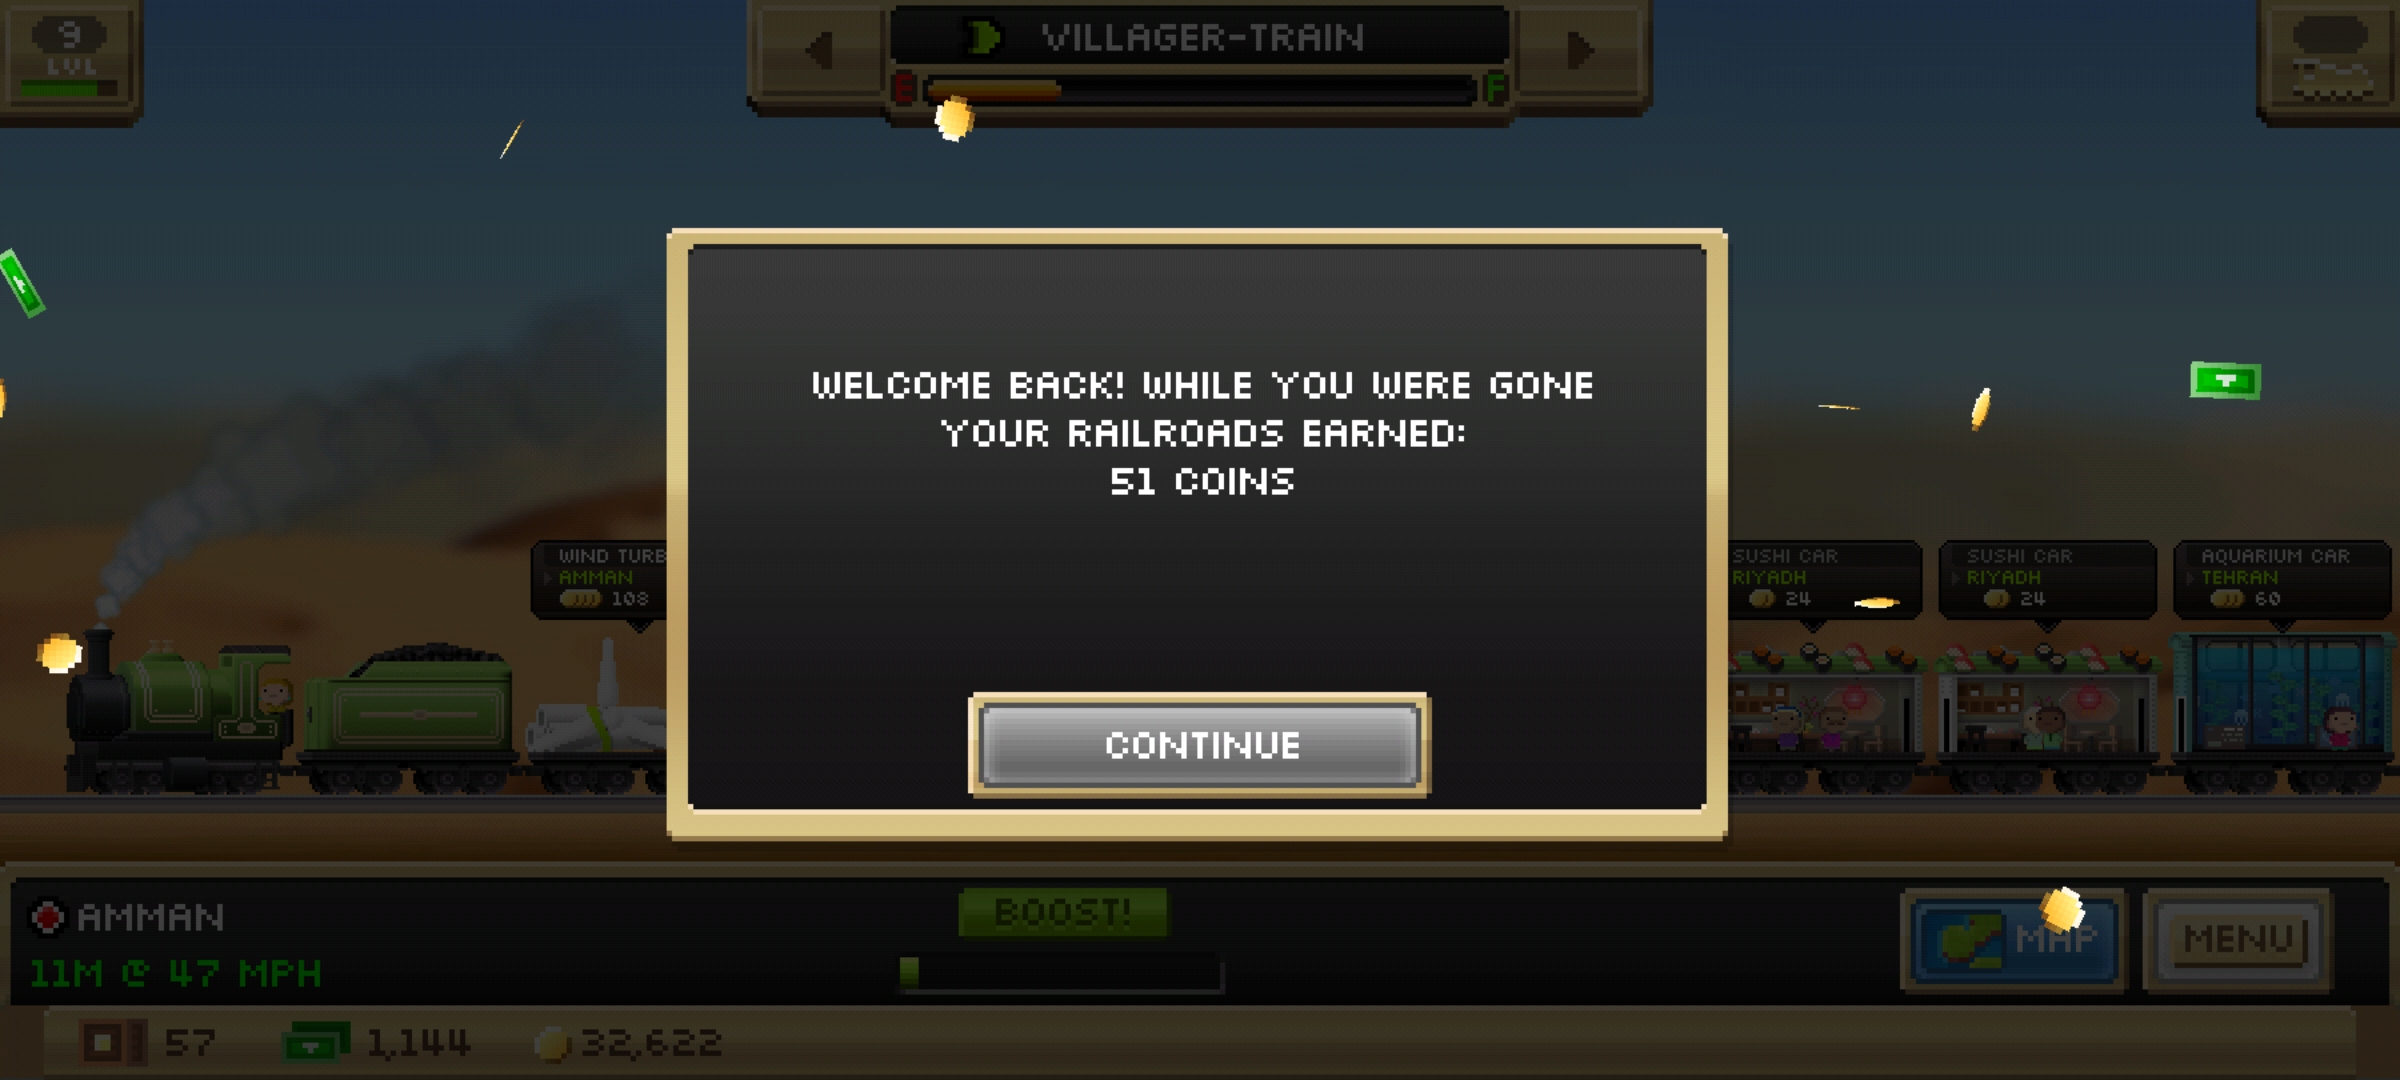 9
LVL
VILLAGER-TRAIN
E
F
WELCOME BACK! WHILE YOU WERE GONE
YOUR RAILROADS EARNED:
51 COINS
CONTINUE
WIND TURB
AMMAN
108
SUSHI CAR
RIYADH
24
SUSHI CAR
RIYADH
24
AQUARIUM CAR
TEHRAN
60
AMMAN
11M @ 47 MPH
BOOST!
MAP
MENU
57
1,144
32,622